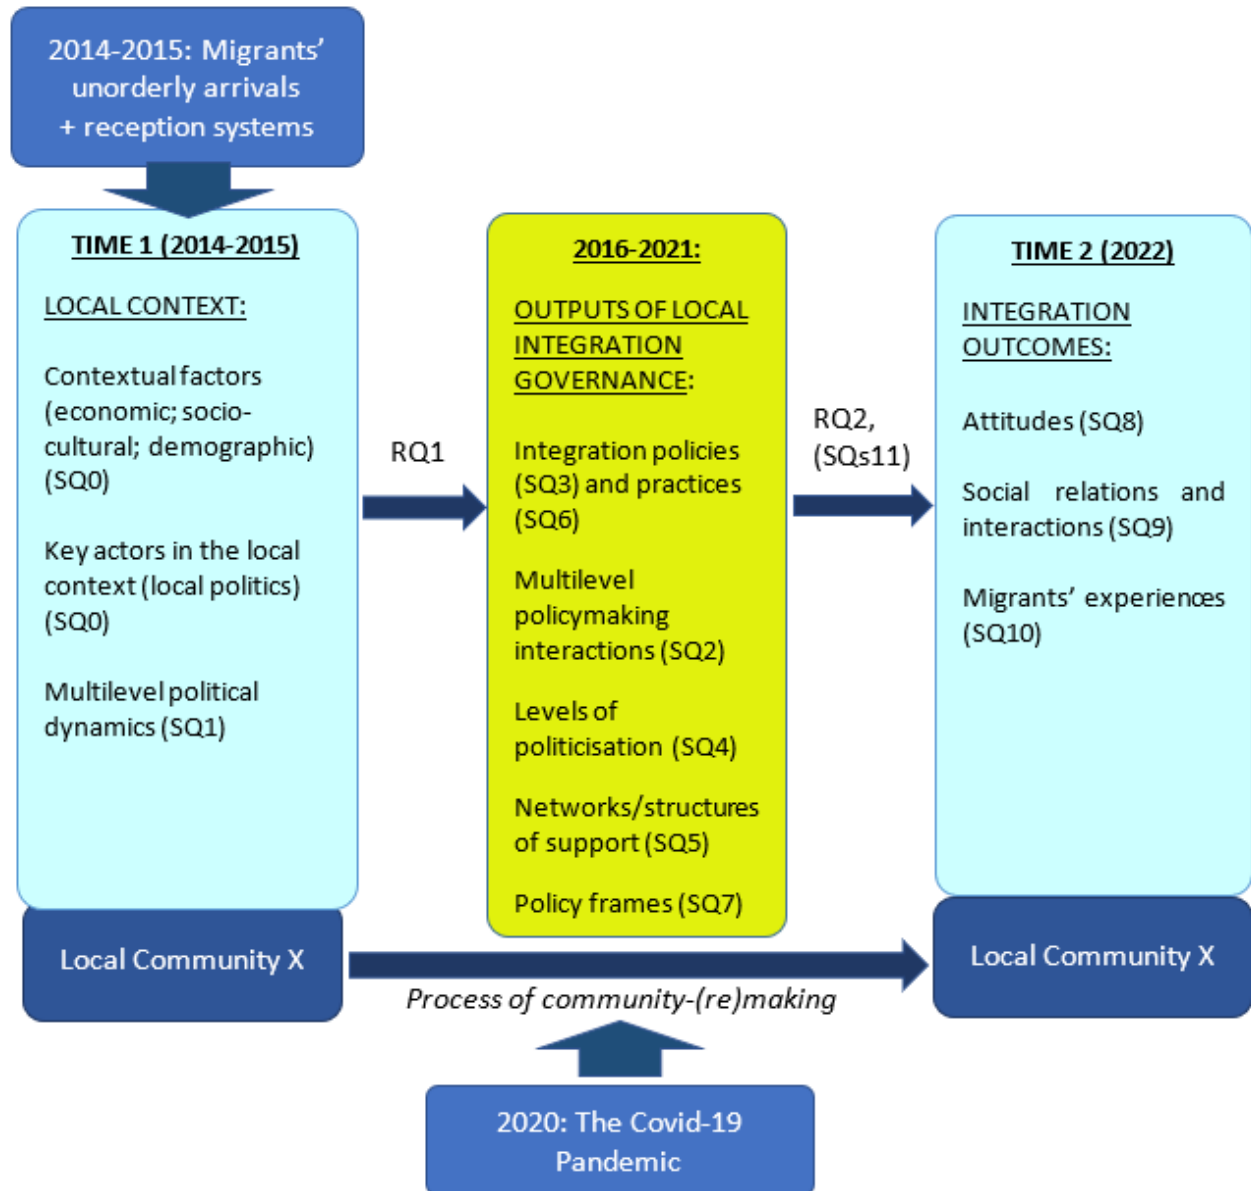 2014-2015: Migrants'
unorderly arrivals
+ reception systems
TIME 1 (2014-2015)
LOCAL CONTEXT:
Contextual factors
(economic; socio-
cultural; demographic)
(SQ0)
Key actors in the local
context (local politics)
(SQ0)
Multilevel political
dynamics (SQ1)
RQ1
2016-2021:
OUTPUTS OF LOCAL
INTEGRATION
GOVERNANCE:
Integration policies
(SQ3) and practices
(SQ6)
Multilevel
policymaking
interactions (SQ2)
Levels of
politicisation (SQ4)
Networks/structures
of support (SQ5)
Policy frames (SQ7)
RQ2,
(SQs11)
TIME 2 (2022)
INTEGRATION
OUTCOMES:
Attitudes (SQ8)
Social relations and
interactions (SQ9)
Migrants' experiences
(SQ10)
Local Community X
Process of community-(re)making
Local Community X
2020: The Covid-19
Pandemic